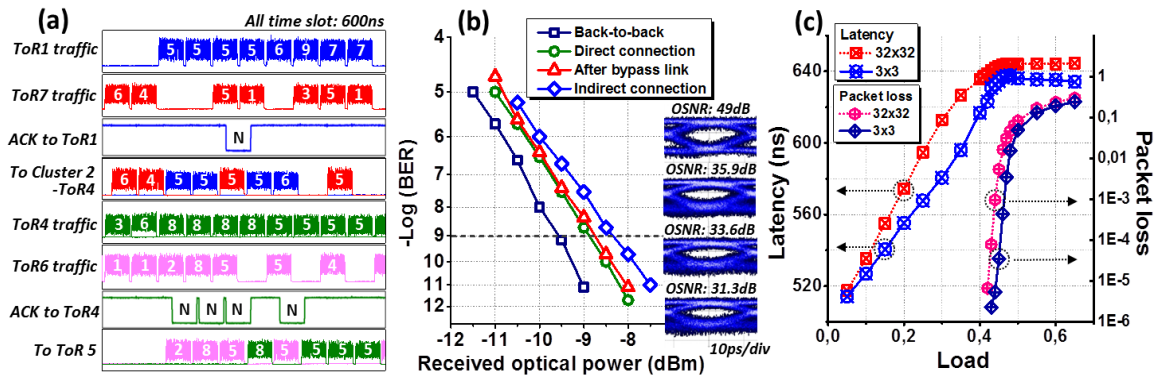 (a)
All time slot: 600ns
ToR1 traffic
5 5 5 5 6 9 7 7
ToR7 traffic
6 4 5 1 3 5 1
ACK to ToR1
N
To Cluster 2
-ToR4
6 4 5 5 5 5 6 5
ToR4 traffic
3 6 8 8 8 5 5 5 5 5
ToR6 traffic
1 1 2 8 5 5 4
ACK to ToR4
N N N N
To ToR 5
2 8 5 8 5 5 5 5
(b)
Back-to-back
Direct connection
After bypass link
Indirect connection
-Log (BER)
4
5
6
7
8
9
10
11
12
OSNR: 49dB
OSNR: 35.9dB
OSNR: 33.6dB
OSNR: 31.3dB
-12 -11 -10 -9 -8 -7
10ps/div
Received optical power (dBm)
(c)
Latency
32x32
3x3
Packet loss
32x32
3x3
Latency (ns)
640
600
560
520
Packet loss
1
0,1
0,01
1E-3
1E-4
1E-5
1E-6
0,0 0,2 0,4 0,6
Load